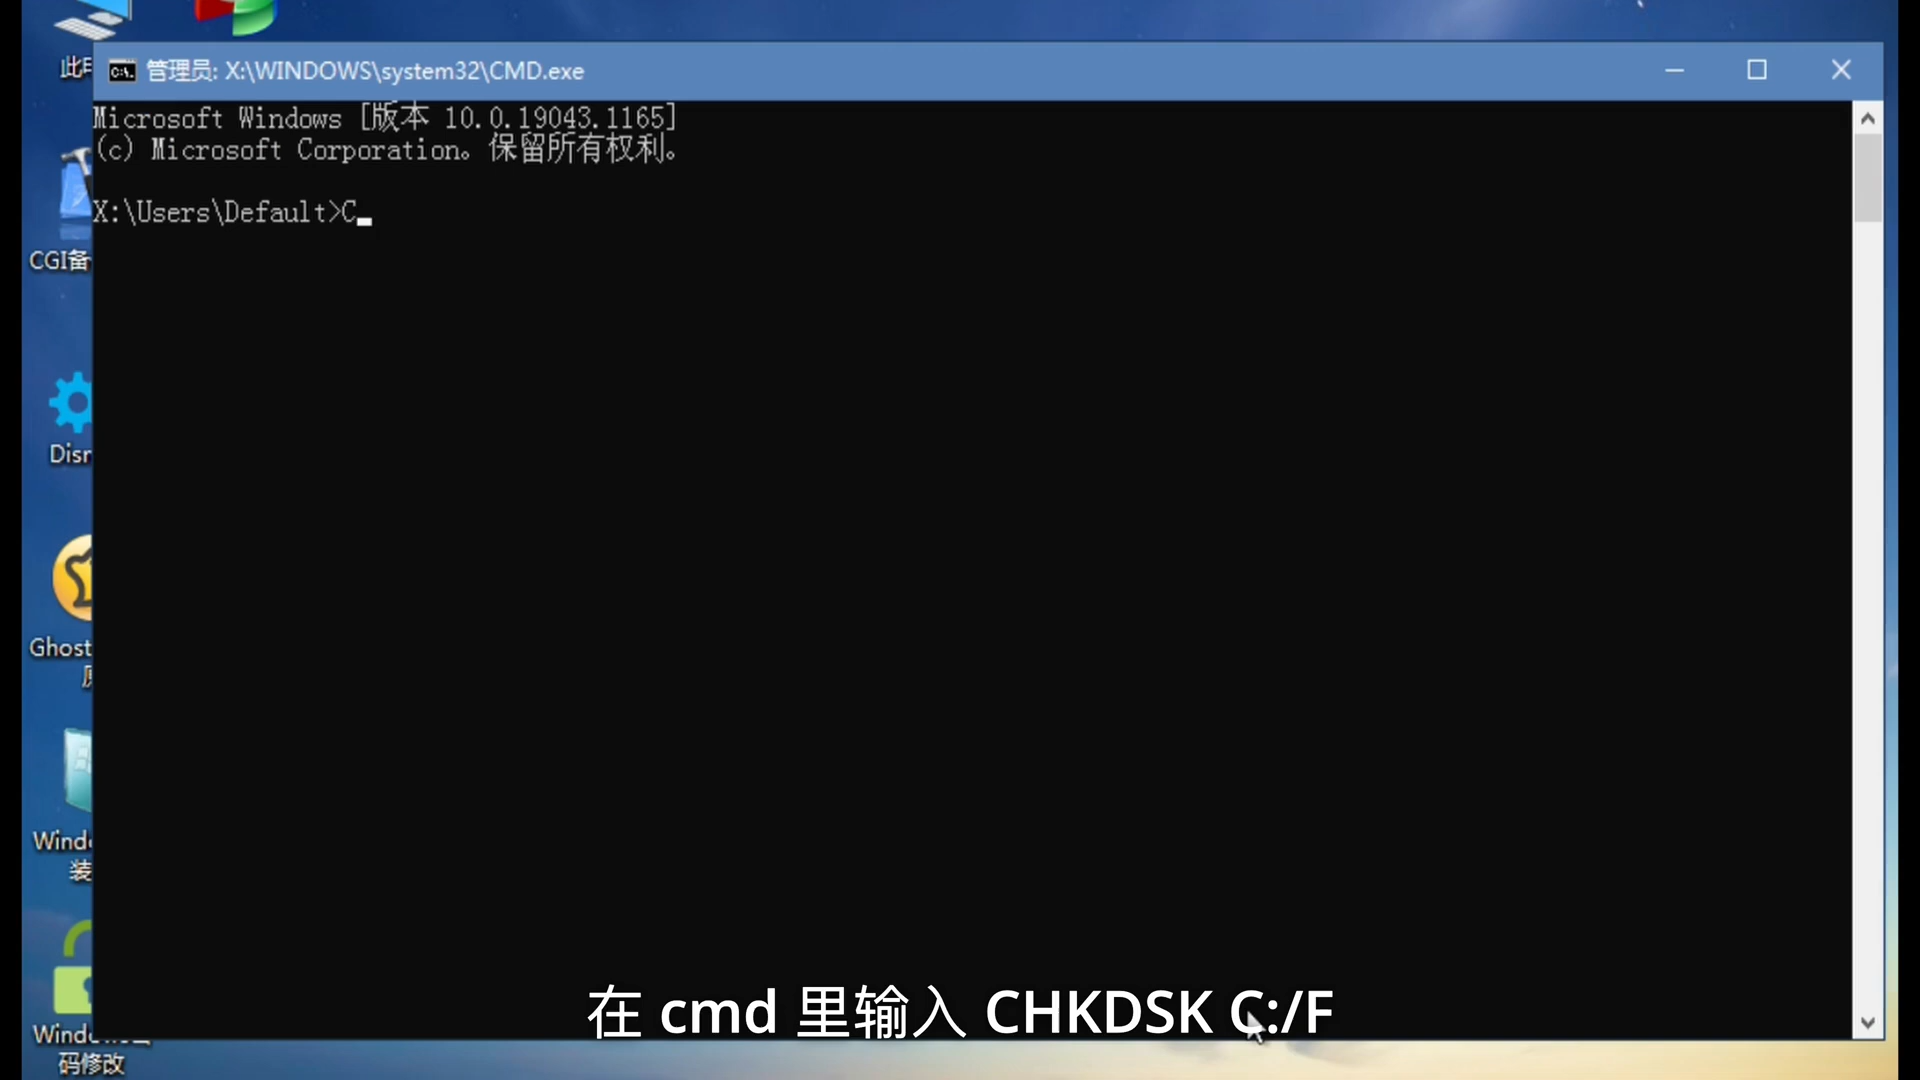 管理员: X:\WINDOWS\system32\CMD.exe
Microsoft Windows [版本 10.0.19043.1165]
(c) Microsoft Corporation。保留所有权利。
X:\Users\Default>C
CGI备
Ghost
装
码修改
在 cmd 里输入 CHKDSK C:/F